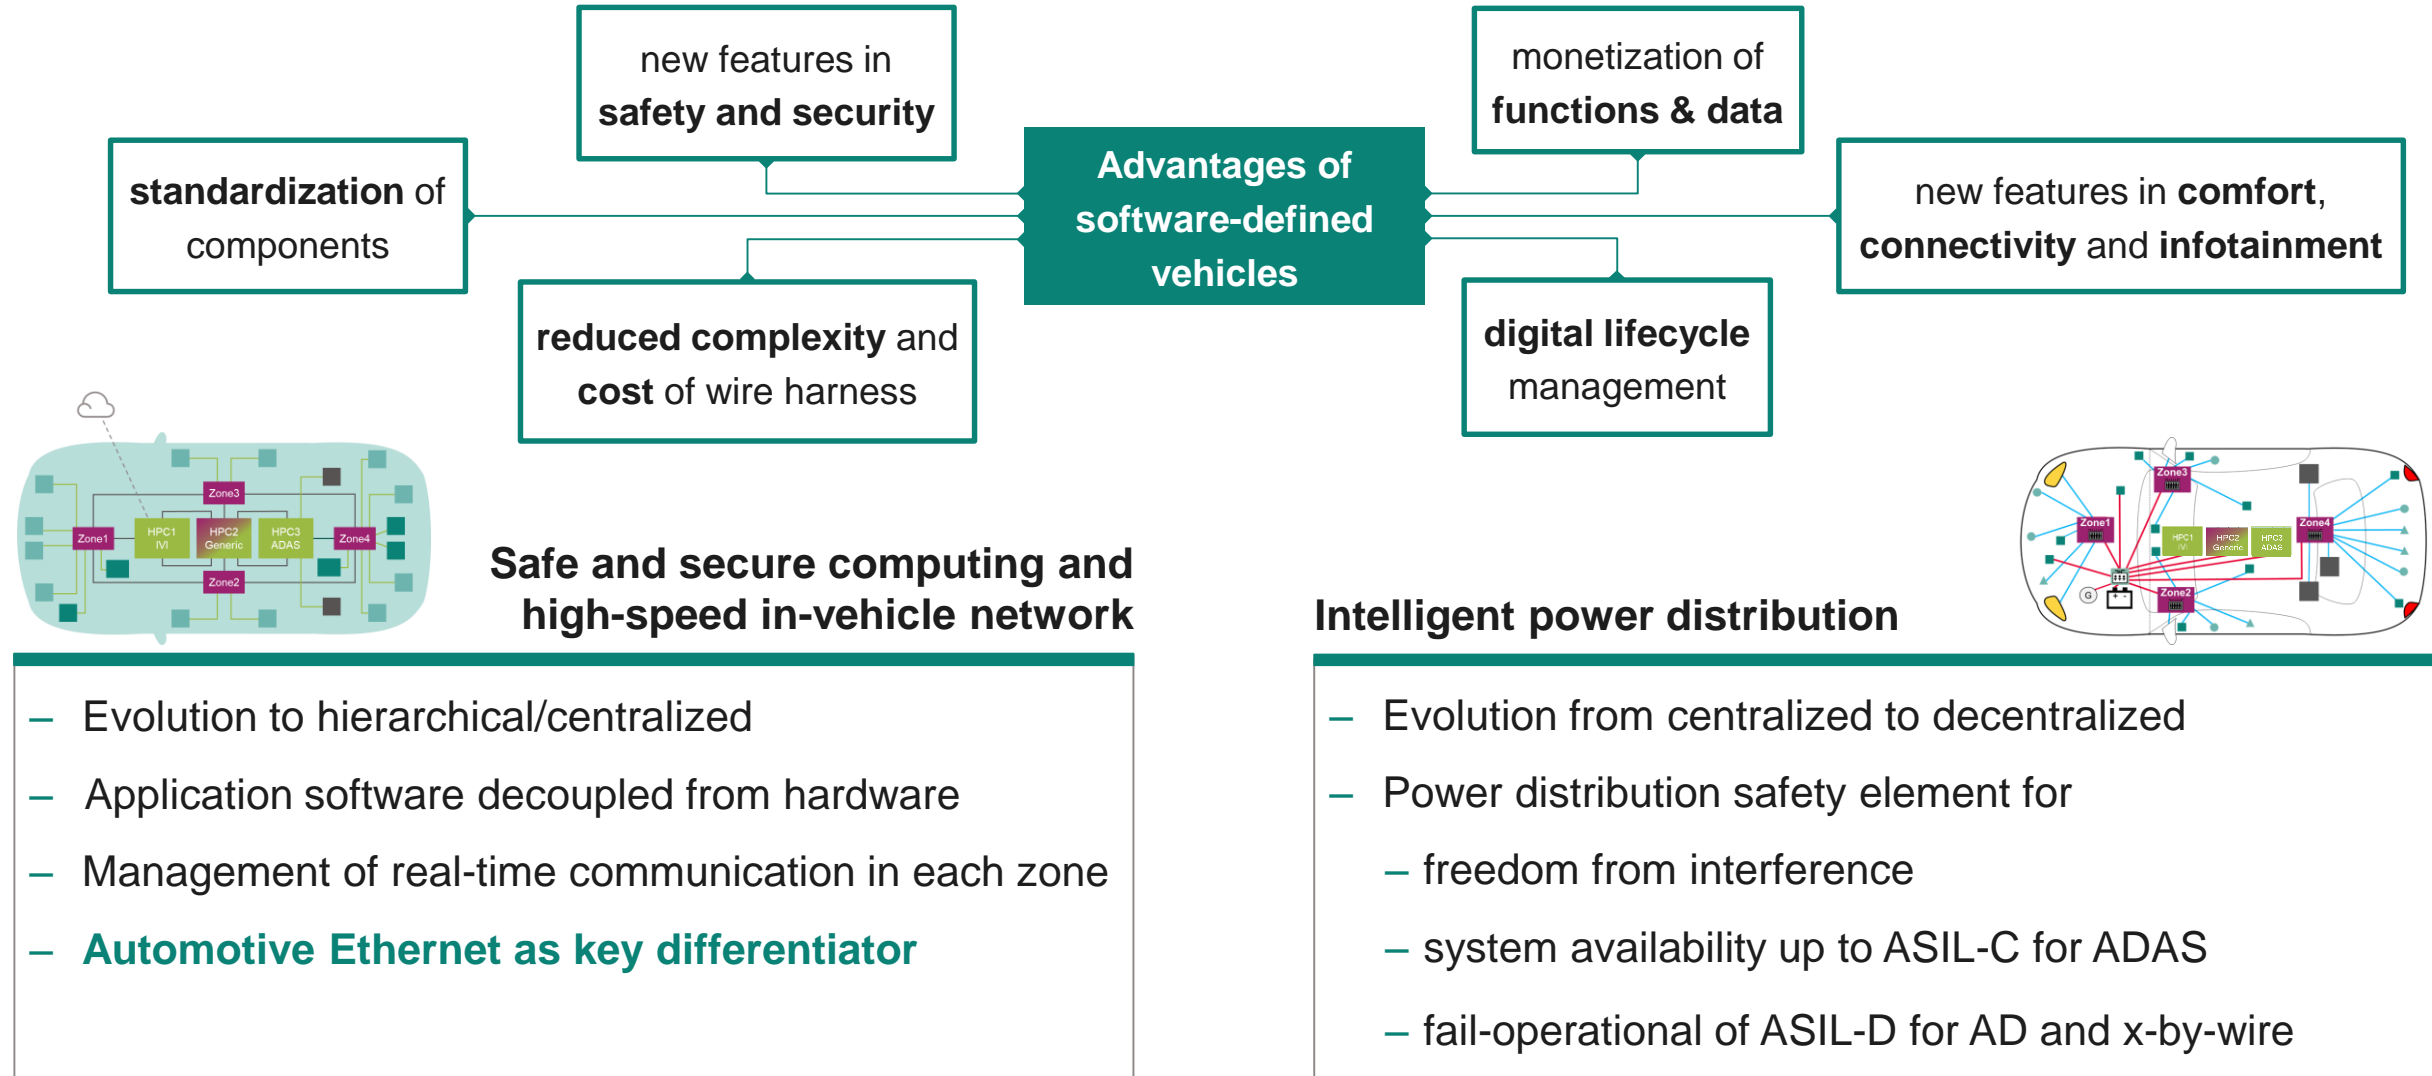 new features in
safety and security
monetization of
functions & data
standardization of
components
Advantages of
software-defined
vehicles
new features in comfort,
connectivity and infotainment
reduced complexity and
cost of wire harness
digital lifecycle
management
Zone3
Zone1
HPC1
IVI
HPC2
Generic
HPC3
ADAS
Zone4
Zone2
Zone3
Zone1
HPC1
IVI
HPC2
Generic
HPC3
ADAS
Zone4
G
Zone2
Safe and secure computing and
high-speed in-vehicle network
– Evolution to hierarchical/centralized
– Application software decoupled from hardware
– Management of real-time communication in each zone
– Automotive Ethernet as key differentiator
Intelligent power distribution
– Evolution from centralized to decentralized
– Power distribution safety element for
– freedom from interference
– system availability up to ASIL-C for ADAS
– fail-operational of ASIL-D for AD and x-by-wire